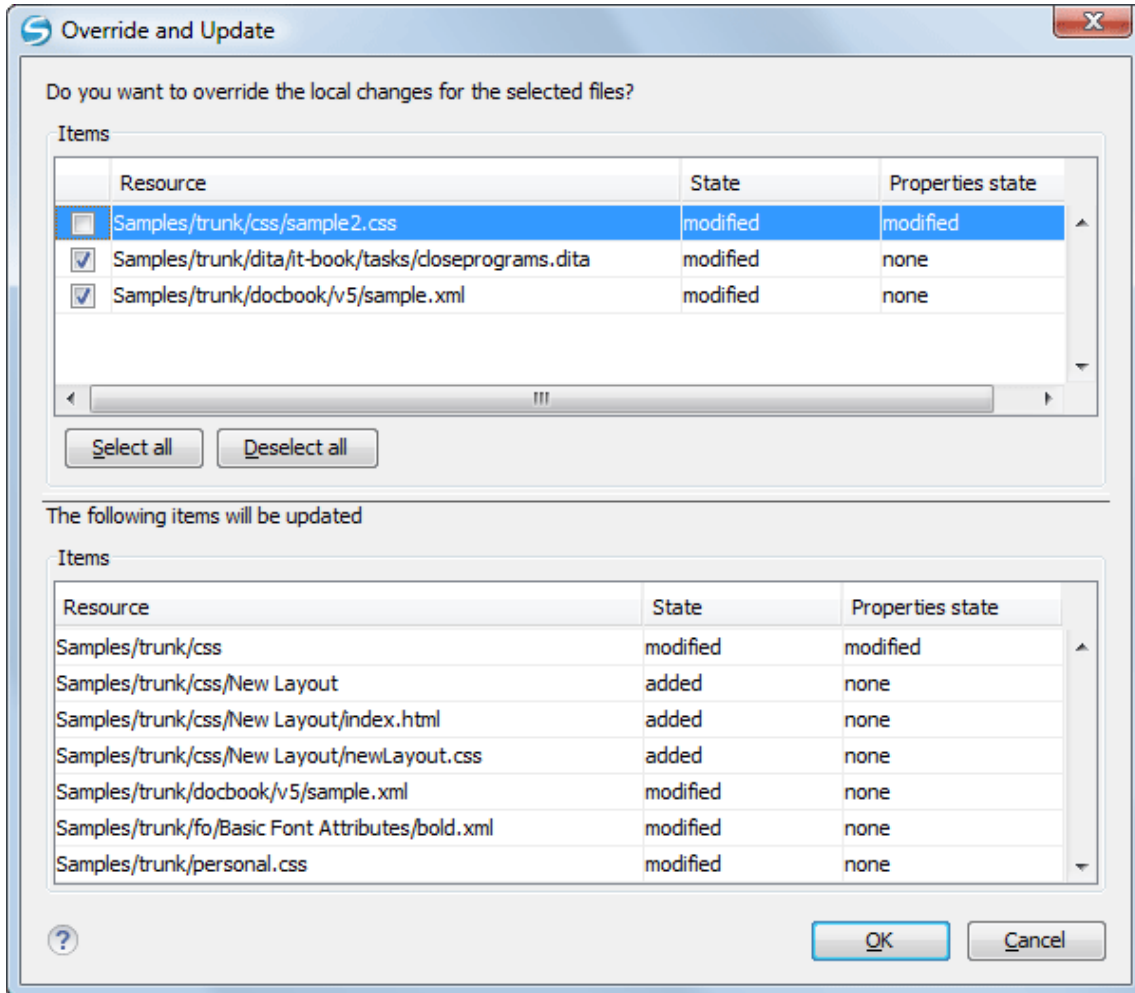 Override and Update
Do you want to override the local changes for the selected files?
Items
Resource State Properties state
Samples/trunk/css/sample2.css modified modified
Samples/trunk/dita/it-book/tasks/closeprograms.dita modified none
Samples/trunk/docbook/v5/sample.xml modified none
Select all Deselect all
The following items will be updated
Items
Resource State Properties state
Samples/trunk/css modified modified
Samples/trunk/css/New Layout added none
Samples/trunk/css/New Layout/index.html added none
Samples/trunk/css/New Layout/newLayout.css added none
Samples/trunk/docbook/v5/sample.xml modified none
Samples/trunk/fo/Basic Font Attributes/bold.xml modified none
Samples/trunk/personal.css modified none
? OK Cancel